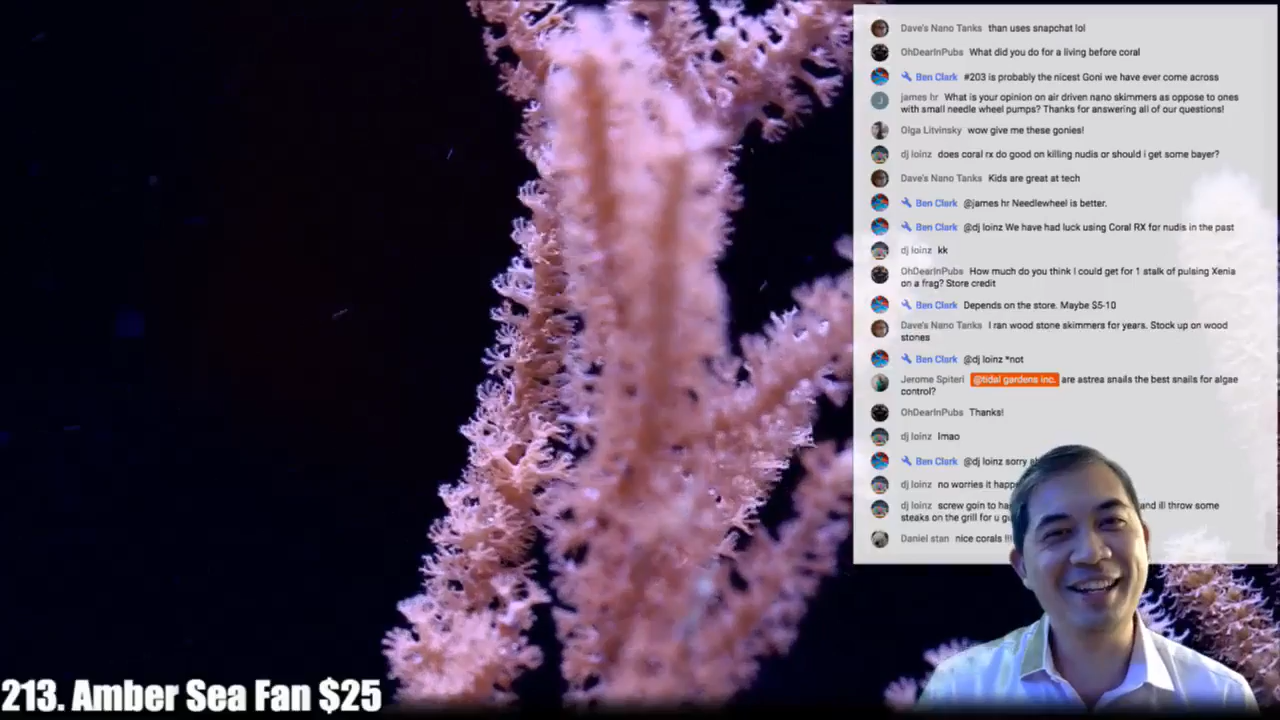 Dave's Nano Tanks than uses snapchat lol
OhDearInPubs What did you do for a living before coral
Ben Clark #203 is probably the nicest Goni we have ever come across
james hr What is your opinion on air driven nano skimmers as oppose to ones
with small needle wheel pumps? Thanks for answering all of our questions!
Olga Litvinsky wow give me these gonies!
dj loinz does coral rx do good on killing nudis or should i get some bayer?
Dave's Nano Tanks Kids are great at tech
Ben Clark @james hr Needlewheel is better.
Ben Clark @dj loinz We have had luck using Coral RX for nudis in the past
dj loinz kk
OhDearInPubs How much do you think I could get for 1 stalk of pulsing Xenia
on a frag? Store credit
Ben Clark Depends on the store. Maybe $5-10
Dave's Nano Tanks I ran wood stone skimmers for years. Stock up on wood
stones
Ben Clark @dj loinz *not
Jerome Spiteri @tidal gardens inc. are astrea snails the best snails for algae
control?
OhDearInPubs Thanks!
dj loinz lmao
Ben Clark @dj loinz sorry
dj loinz no worries it happ
dj loinz screw goin to and ill throw some
steaks on the grill for u
Daniel stan nice corals !!!
213. Amber Sea Fan $25